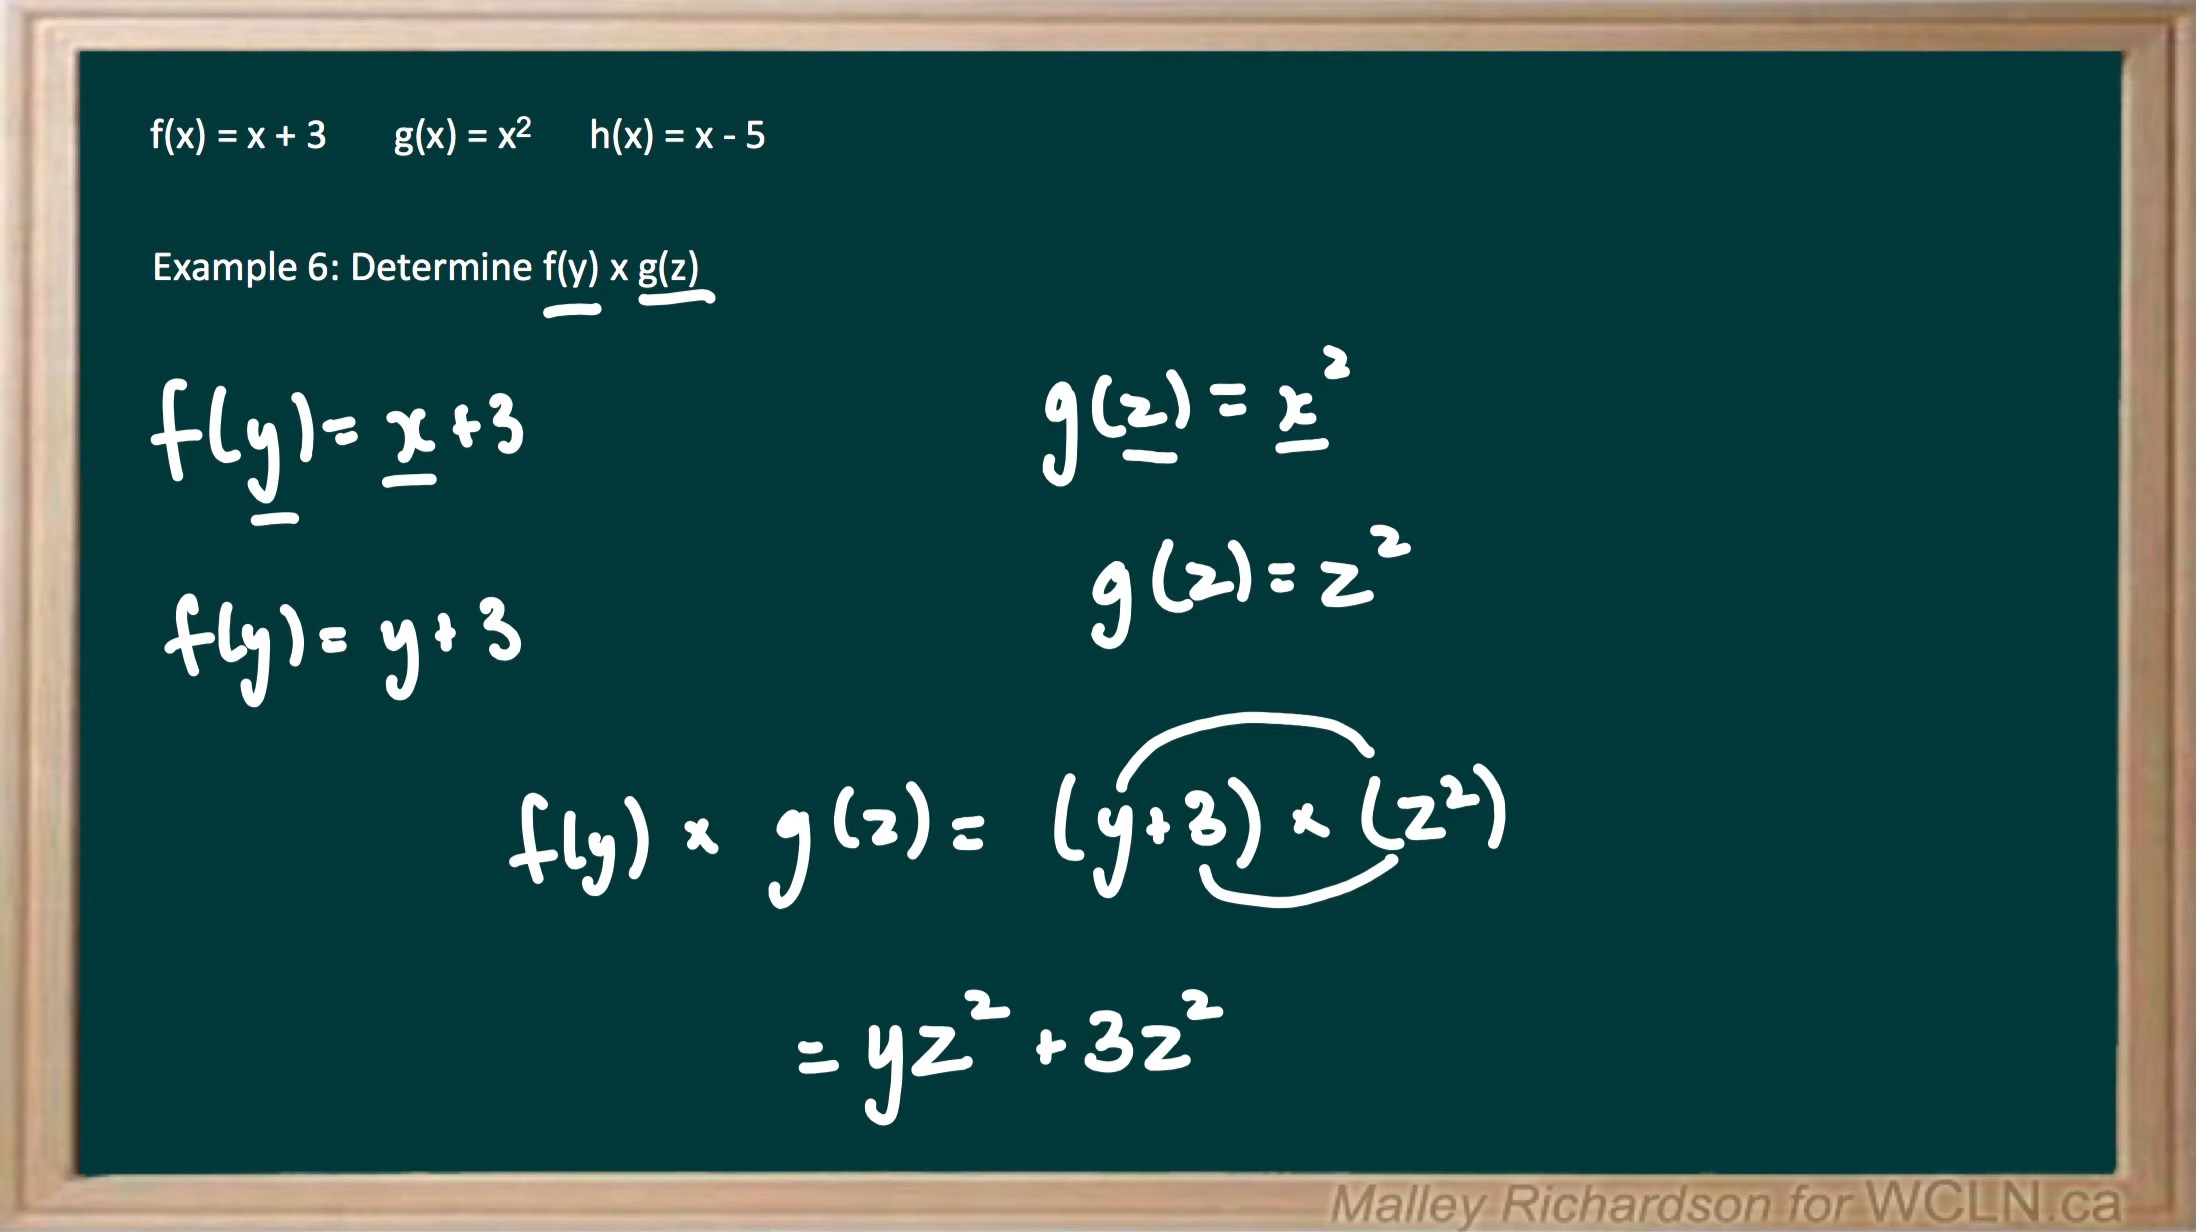 f(x) = x + 3 g(x) = x² h(x) = x - 5
Example 6: Determine f(y) x g(z)
f(y) = x + 3
g(z) = x²
f(y) = y + 3
g(z) = z²
f(y) × g(z) = (y + 3) × (z²)
= yz² + 3z²
Malley Richardson for WCLN.ca